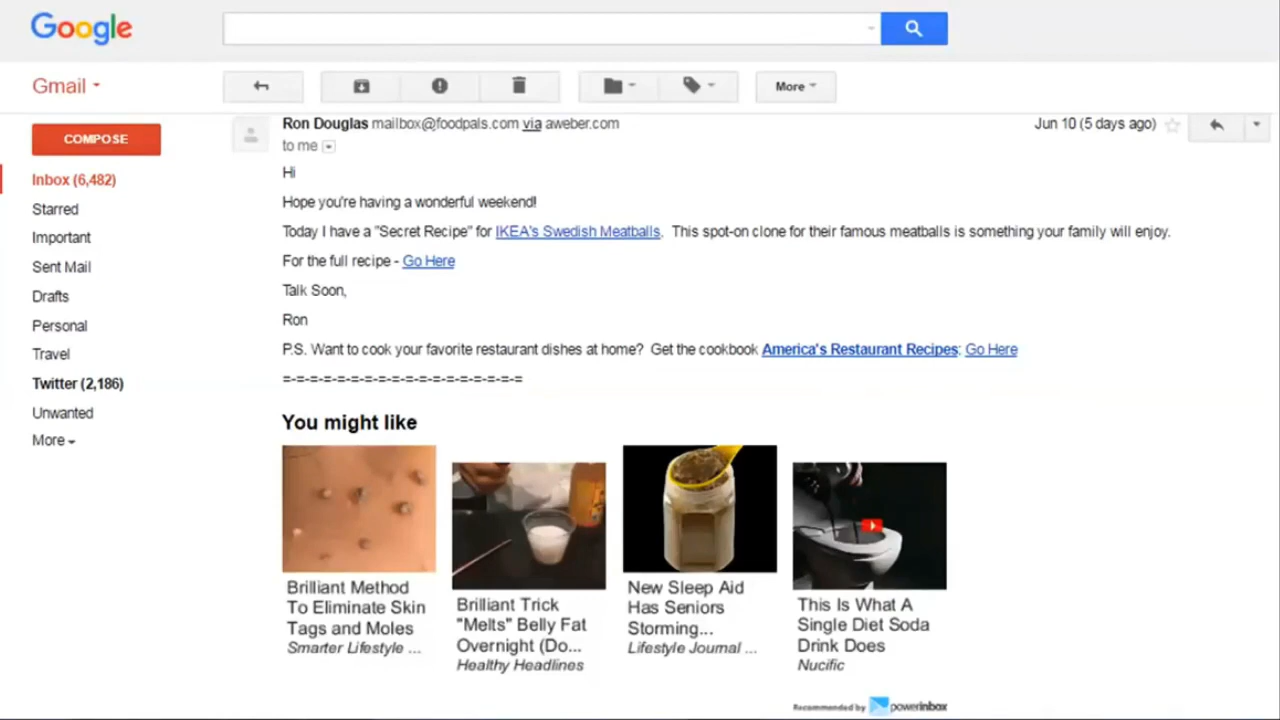 Google
Gmail
More
COMPOSE
Inbox (6,482)
Starred
Important
Sent Mail
Drafts
Personal
Travel
Twitter (2,186)
Unwanted
More
Ron Douglas mailbox@foodpals.com via aweber.com
Jun 10 (5 days ago)
to me
Hi
Hope you're having a wonderful weekend!
Today I have a "Secret Recipe" for IKEA's Swedish Meatballs. This spot-on clone for their famous meatballs is something your family will enjoy.
For the full recipe - Go Here
Talk Soon,
Ron
P.S. Want to cook your favorite restaurant dishes at home? Get the cookbook America's Restaurant Recipes: Go Here
=-=-=-=-=-=-=-=-=-=-=-=-=-=-=-=-=-=
You might like
Brilliant Method
To Eliminate Skin
Tags and Moles
Smarter Lifestyle ...
Brilliant Trick
"Melts" Belly Fat
Overnight (Do...
Healthy Headlines
New Sleep Aid
Has Seniors
Storming...
Lifestyle Journal ...
This Is What A
Single Diet Soda
Drink Does
Nucific
Recommended by powerinbox